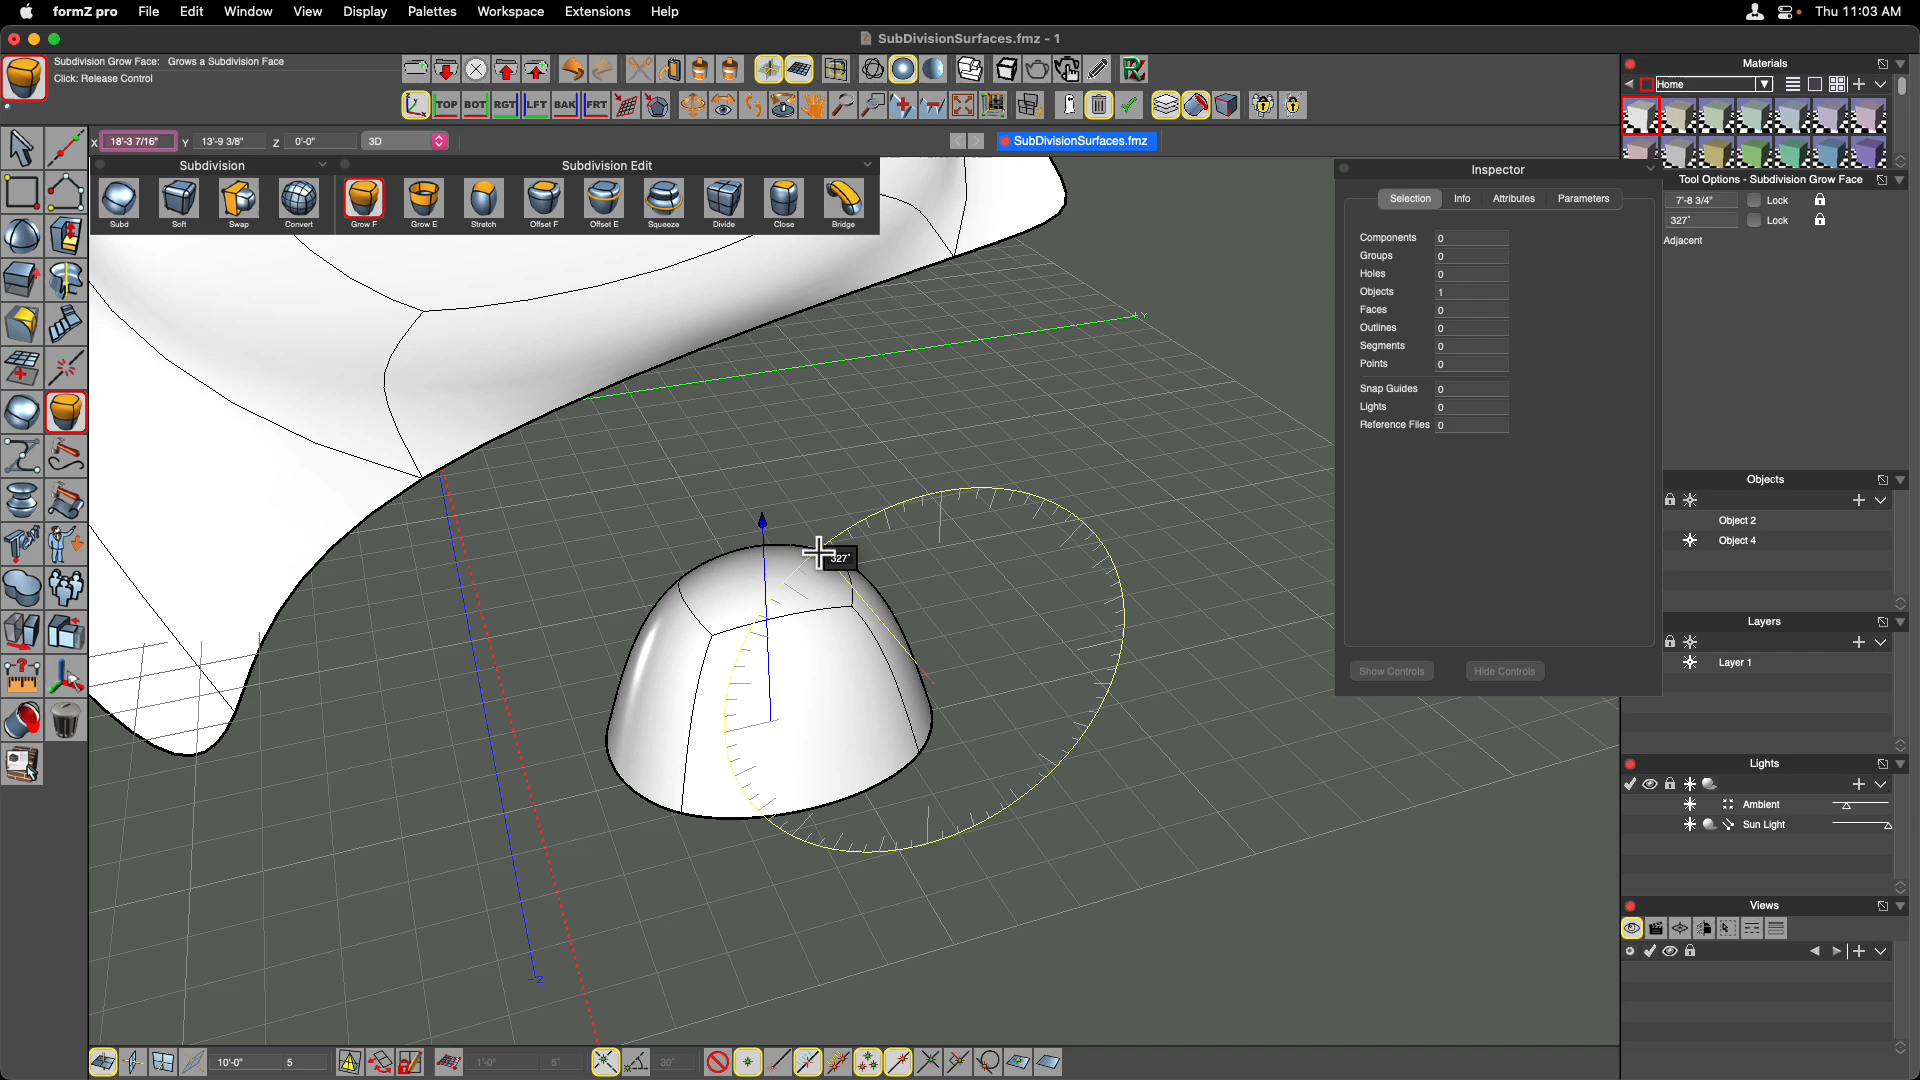 formZ pro File Edit Window View Display Palettes Workspace Extensions Help Thu 11:03 AM
SubDivisionSurfaces.fmz - 1
Subdivision Grow Face: Grows a Subdivision Face
Click: Release Control
Materials
Home
TOP BOT RGT LFT BAK FRT
X 18'-3 7/16" Y 13'-9 3/8" Z 0'-0" 3D
SubDivisionSurfaces.fmz
Subdivision
Subdivision Edit
Subd Soft Swap Convert Grow F Grow E Stretch Offset F Offset E Squeeze Divide Close Bridge
Inspector
Selection Info Attributes Parameters
Components 0
Groups 0
Holes 0
Objects 1
Faces 0
Outlines 0
Segments 0
Points 0
Snap Guides 0
Lights 0
Reference Files 0
Show Controls Hide Controls
Tool Options - Subdivision Grow Face
7'-8 3/4" Lock
327° Lock
Adjacent
Objects
Object 2
Object 4
Layers
Layer 1
Lights
Ambient
Sun Light
Views
327°
10'-0" 5 1'-0" 5° 30°